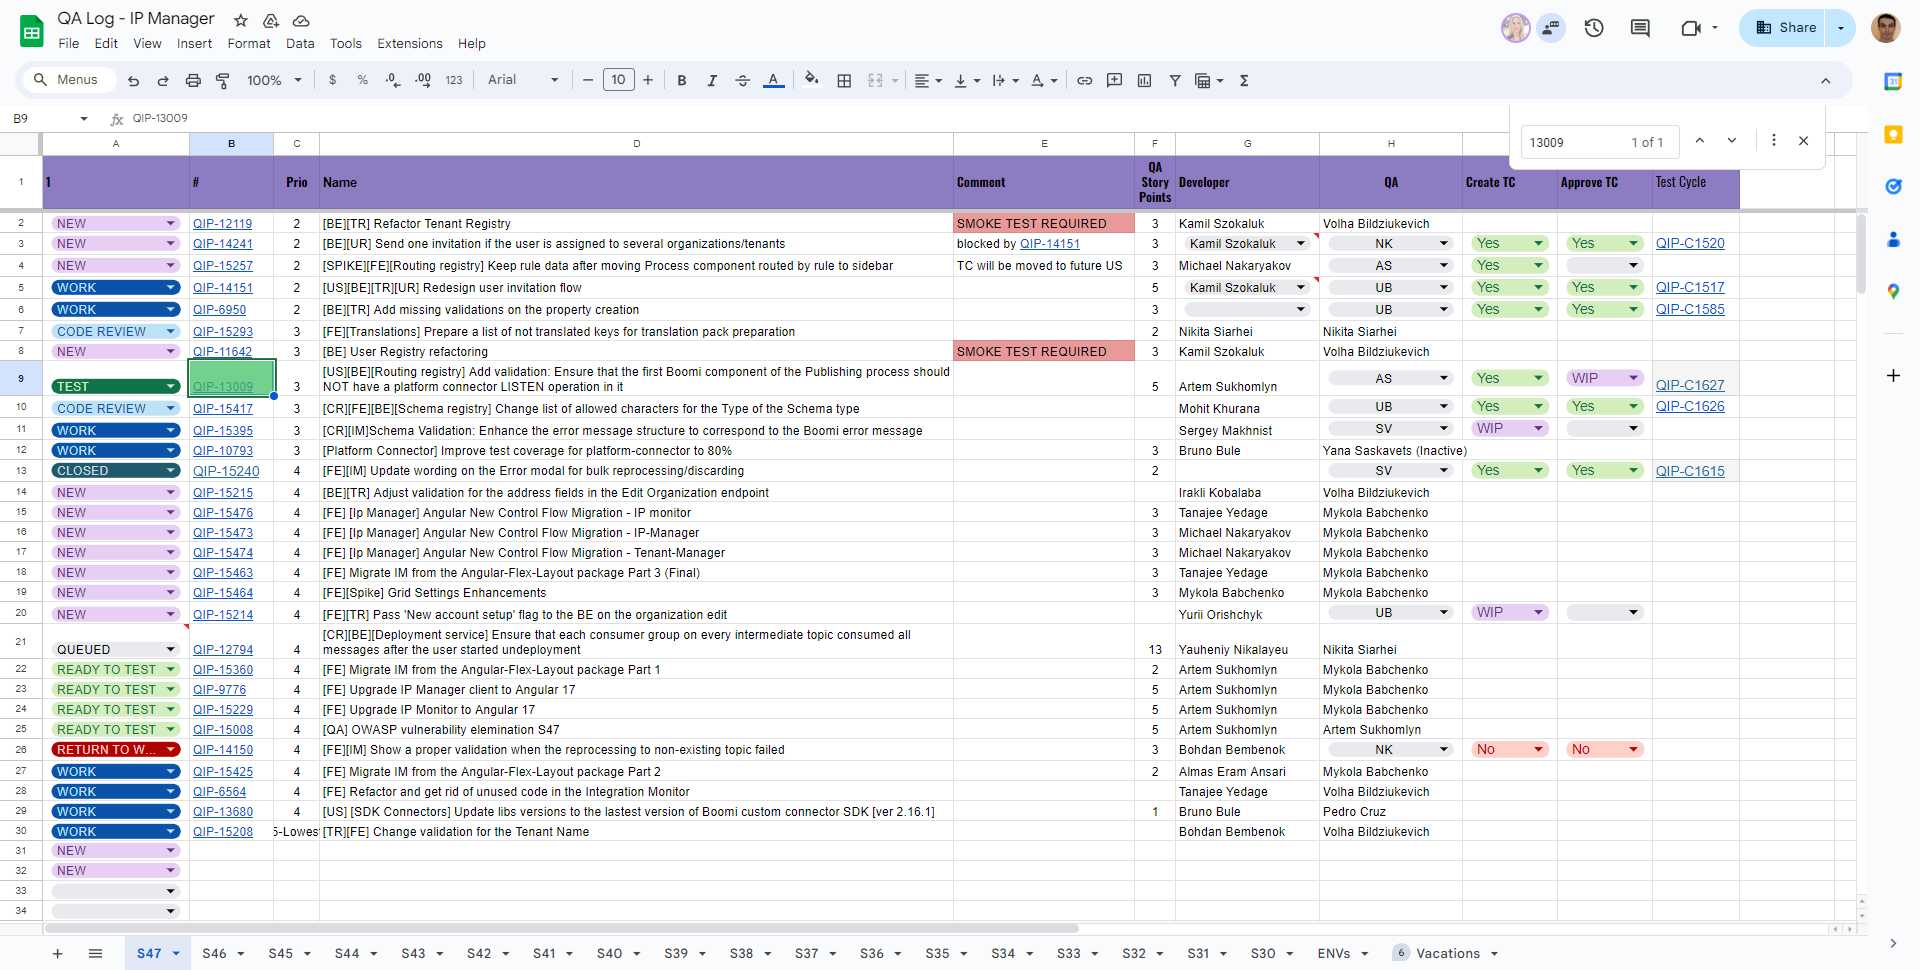 QA Log - IP Manager
File Edit View Insert Format Data Tools Extensions Help
Share
Menus 100% $ % .0 .00 123 Arial 10 B I A
B9 QIP-13009
13009 1 of 1
A B C D E F G H
1 1 # Prio Name Comment QA Story Points Developer QA Create TC Approve TC Test Cycle
2 NEW QIP-12119 2 [BE][TR] Refactor Tenant Registry SMOKE TEST REQUIRED 3 Kamil Szokaluk Volha Bildziukevich
3 NEW QIP-14241 2 [BE][UR] Send one invitation if the user is assigned to several organizations/tenants blocked by QIP-14151 3 Kamil Szokaluk NK Yes Yes QIP-C1520
4 NEW QIP-15257 2 [SPIKE][FE][Routing registry] Keep rule data after moving Process component routed by rule to sidebar TC will be moved to future US 3 Michael Nakaryakov AS Yes
5 WORK QIP-14151 2 [US][BE][TR][UR] Redesign user invitation flow 5 Kamil Szokaluk UB Yes Yes QIP-C1517
6 WORK QIP-6950 2 [BE][TR] Add missing validations on the property creation 3 UB Yes Yes QIP-C1585
7 CODE REVIEW QIP-15293 3 [FE][Translations] Prepare a list of not translated keys for translation pack preparation 2 Nikita Siarhei Nikita Siarhei
8 NEW QIP-11642 3 [BE] User Registry refactoring SMOKE TEST REQUIRED 3 Kamil Szokaluk Volha Bildziukevich
9 TEST QIP-13009 3 [US][BE][Routing registry] Add validation: Ensure that the first Boomi component of the Publishing process should
NOT have a platform connector LISTEN operation in it 5 Artem Sukhomlyn AS Yes WIP QIP-C1627
10 CODE REVIEW QIP-15417 3 [CR][FE][BE][Schema registry] Change list of allowed characters for the Type of the Schema type Mohit Khurana UB Yes Yes QIP-C1626
11 WORK QIP-15395 3 [CR][IM]Schema Validation: Enhance the error message structure to correspond to the Boomi error message Sergey Makhnist SV WIP
12 WORK QIP-10793 3 [Platform Connector] Improve test coverage for platform-connector to 80% 3 Bruno Bule Yana Saskavets (Inactive)
13 CLOSED QIP-15240 4 [FE][IM] Update wording on the Error modal for bulk reprocessing/discarding 2 SV Yes Yes QIP-C1615
14 NEW QIP-15215 4 [BE][TR] Adjust validation for the address fields in the Edit Organization endpoint Irakli Kobalaba Volha Bildziukevich
15 NEW QIP-15476 4 [FE] [Ip Manager] Angular New Control Flow Migration - IP monitor 3 Tanajee Yedage Mykola Babchenko
16 NEW QIP-15473 4 [FE] [Ip Manager] Angular New Control Flow Migration - IP-Manager 3 Michael Nakaryakov Mykola Babchenko
17 NEW QIP-15474 4 [FE] [Ip Manager] Angular New Control Flow Migration - Tenant-Manager 3 Michael Nakaryakov Mykola Babchenko
18 NEW QIP-15463 4 [FE] Migrate IM from the Angular-Flex-Layout package Part 3 (Final) 3 Tanajee Yedage Mykola Babchenko
19 NEW QIP-15464 4 [FE][Spike] Grid Settings Enhancements 3 Mykola Babchenko Mykola Babchenko
20 NEW QIP-15214 4 [FE][TR] Pass 'New account setup' flag to the BE on the organization edit Yurii Orishchyk UB WIP
21 QUEUED QIP-12794 4 [CR][BE][Deployment service] Ensure that each consumer group on every intermediate topic consumed all
messages after the user started undeployment 13 Yauheniy Nikalayeu Nikita Siarhei
22 READY TO TEST QIP-15360 4 [FE] Migrate IM from the Angular-Flex-Layout package Part 1 2 Artem Sukhomlyn Mykola Babchenko
23 READY TO TEST QIP-9776 4 [FE] Upgrade IP Manager client to Angular 17 5 Artem Sukhomlyn Mykola Babchenko
24 READY TO TEST QIP-15229 4 [FE] Upgrade IP Monitor to Angular 17 5 Artem Sukhomlyn Mykola Babchenko
25 READY TO TEST QIP-15008 4 [QA] OWASP vulnerability elemination S47 5 Artem Sukhomlyn Artem Sukhomlyn
26 RETURN TO W... QIP-14150 4 [FE][IM] Show a proper validation when the reprocessing to non-existing topic failed 3 Bohdan Bembenok NK No No
27 WORK QIP-15425 4 [FE] Migrate IM from the Angular-Flex-Layout package Part 2 2 Almas Eram Ansari Mykola Babchenko
28 WORK QIP-6564 4 [FE] Refactor and get rid of unused code in the Integration Monitor Tanajee Yedage Volha Bildziukevich
29 WORK QIP-13680 4 [US] [SDK Connectors] Update libs versions to the lastest version of Boomi custom connector SDK [ver 2.16.1] 1 Bruno Bule Pedro Cruz
30 WORK QIP-15208 5-Lowest [TR][FE] Change validation for the Tenant Name Bohdan Bembenok Volha Bildziukevich
31 NEW
32 NEW
33
34
S47 S46 S45 S44 S43 S42 S41 S40 S39 S38 S37 S36 S35 S34 S33 S32 S31 S30 ENVs 6 Vacations